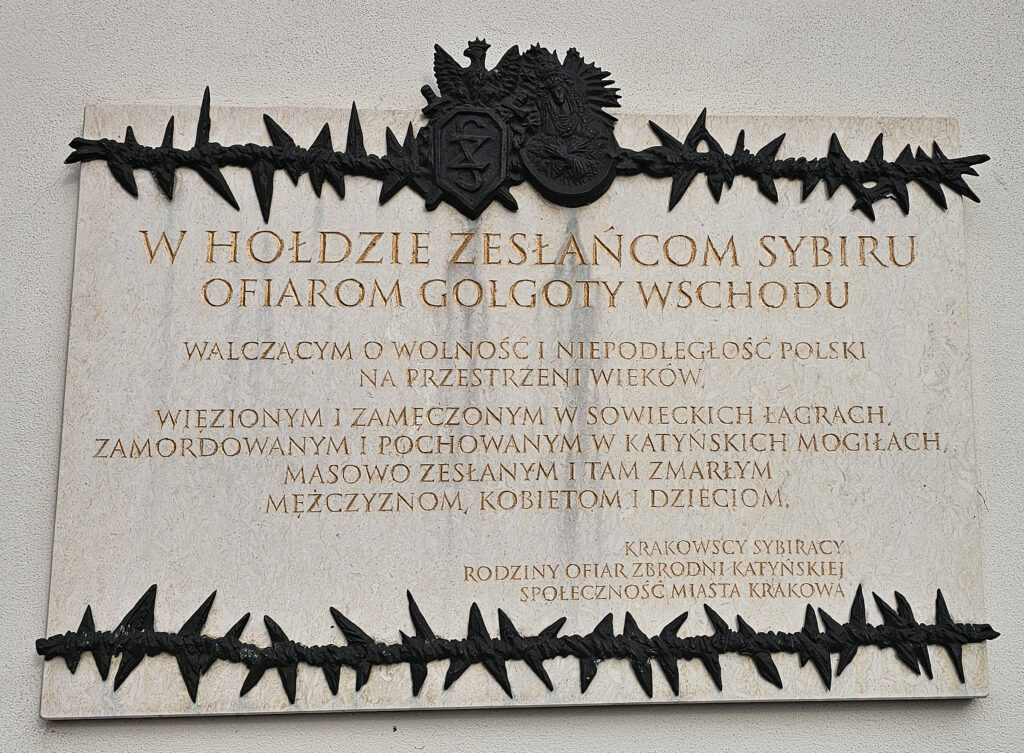 W HOŁDZIE ZESŁAŃCOM SYBIRU
OFIAROM GOLGOTY WSCHODU
WALCZĄCYM O WOLNOŚĆ I NIEPODLEGŁOŚĆ POLSKI
NA PRZESTRZENI WIEKÓW,
WIĘZIONYM I ZAMĘCZONYM W SOWIECKICH ŁAGRACH,
ZAMORDOWANYM I POCHOWANYM W KATYŃSKICH MOGIŁACH,
MASOWO ZESŁANYM I TAM ZMARŁYM
MĘŻCZYZNOM, KOBIETOM I DZIECIOM.
KRAKOWSCY SYBIRACY
RODZINY OFIAR ZBRODNI KATYŃSKIEJ
SPOŁECZNOŚĆ MIASTA KRAKOWA